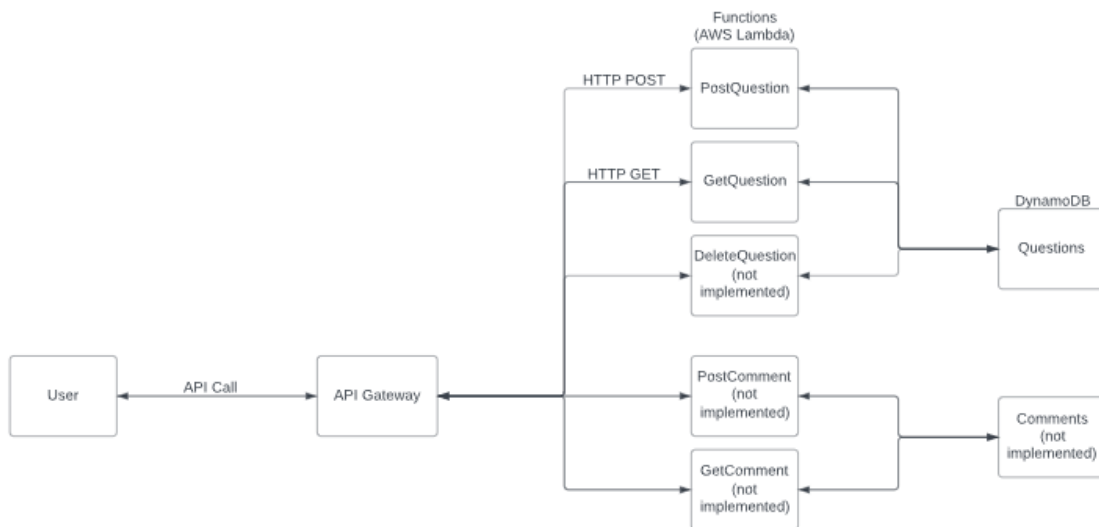 Functions
(AWS Lambda)
HTTP POST
PostQuestion
HTTP GET
GetQuestion
DynamoDB
DeleteQuestion
(not
implemented)
Questions
User
API Call
API Gateway
PostComment
(not
implemented)
Comments
(not
implemented)
GetComment
(not
implemented)